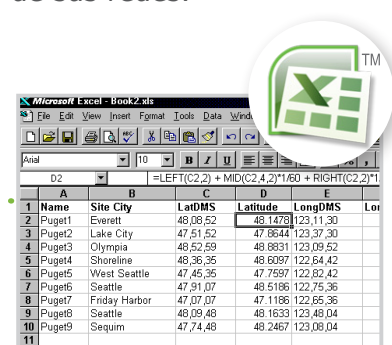 de sus redes.
TM
Microsoft Excel - Book2.xls
File Edit View Insert Format Tools Data Window
Arial 10 B I U % ,
D2 =LEFT(C2,2) + MID(C2,4,2)*1/60 + RIGHT(C2,2)*1
A B C D E
1 Name Site City LatDMS Latitude LongDMS Lon
2 Puget1 Everett 48,08,52 48.1478 123,11,30
3 Puget2 Lake City 47,51,52 47.8644 123,37,30
4 Puget3 Olympia 48,52,59 48.8831 123,09,52
5 Puget4 Shoreline 48,36,35 48.6097 122,64,42
6 Puget5 West Seattle 47,45,35 47.7597 122,82,42
7 Puget6 Seattle 47,91,07 48.5186 122,75,36
8 Puget7 Friday Harbor 47,07,07 47.1186 122,65,36
9 Puget8 Seattle 48,09,48 48.1633 123,48,04
10 Puget9 Sequim 47,74,48 48.2467 123,08,04
11